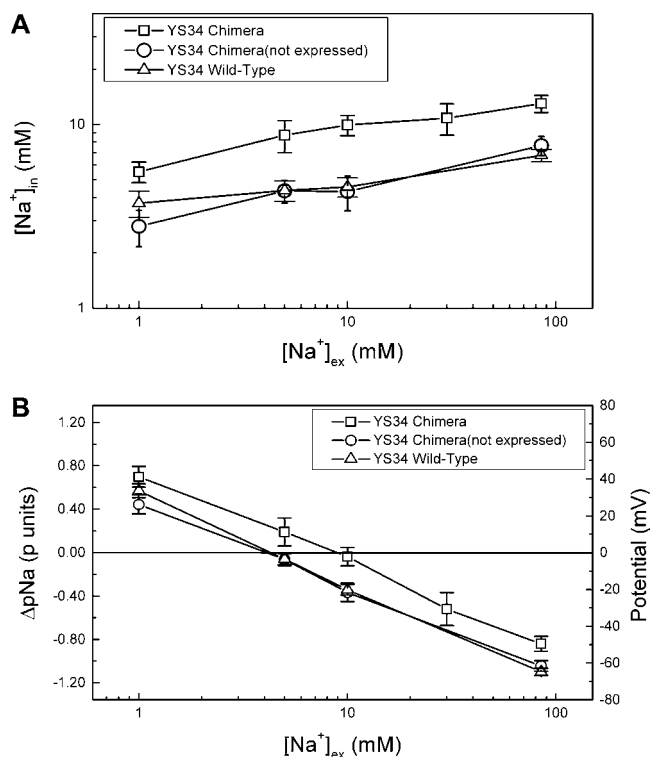 A
YS34 Chimera
YS34 Chimera(not expressed)
YS34 Wild-Type
10
1
[Na+]in (mM)
1 10 100
[Na+]ex (mM)
B
YS34 Chimera
YS34 Chimera(not expressed)
YS34 Wild-Type
1.20
0.80
0.40
0.00
-0.40
-0.80
-1.20
ΔpNa (p units)
80
60
40
20
0
-20
-40
-60
-80
Potential (mV)
1 10 100
[Na+]ex (mM)